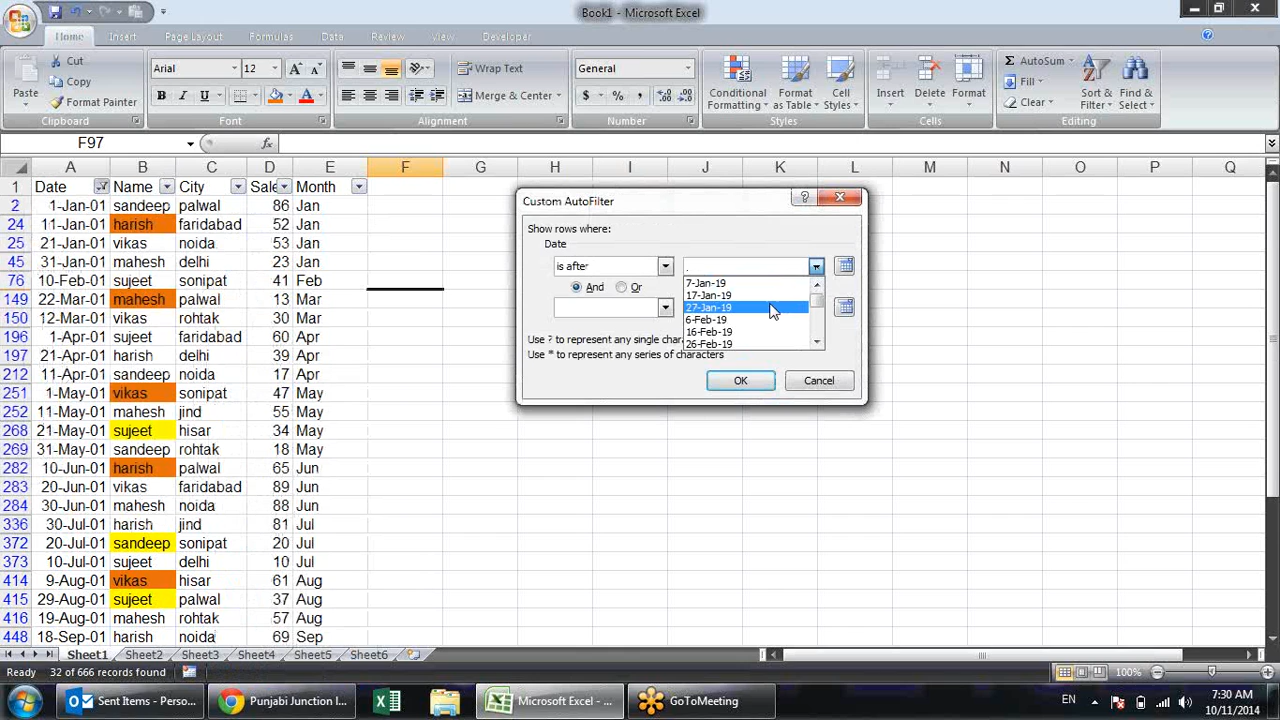 Book1 - Microsoft Excel
Home Insert Page Layout Formulas Data Review View Developer
Cut
Copy
Format Painter
Paste
Clipboard
Arial 12
B I U
Font
Wrap Text
Merge & Center
Alignment
General
$ % ,
Number
Conditional Formatting
Format as Table
Cell Styles
Styles
Insert Delete Format
Cells
AutoSum
Fill
Clear
Sort & Filter
Find & Select
Editing
F97 fx
A B C D E F G H I J K L M N O P Q
1 Date Name City Sale Month
2 1-Jan-01 sandeep palwal 86 Jan
24 11-Jan-01 harish faridabad 52 Jan
25 21-Jan-01 vikas noida 53 Jan
45 31-Jan-01 mahesh delhi 23 Jan
76 10-Feb-01 sujeet sonipat 41 Feb
149 22-Mar-01 mahesh palwal 13 Mar
150 12-Mar-01 vikas rohtak 30 Mar
196 1-Apr-01 sujeet palwal 60 Apr
197 21-Apr-01 harish delhi 39 Apr
212 11-Apr-01 sandeep noida 17 Apr
251 1-May-01 vikas sonipat 47 May
252 11-May-01 mahesh jind 55 May
268 21-May-01 sujeet hisar 34 May
269 31-May-01 sandeep rohtak 18 May
282 10-Jun-01 harish palwal 65 Jun
283 20-Jun-01 vikas faridabad 89 Jun
284 30-Jun-01 mahesh noida 88 Jun
336 30-Jul-01 harish jind 81 Jul
372 20-Jul-01 sandeep sonipat 20 Jul
373 10-Jul-01 sujeet delhi 10 Jul
414 9-Aug-01 vikas hisar 61 Aug
415 29-Aug-01 sujeet palwal 37 Aug
416 19-Aug-01 mahesh rohtak 57 Aug
448 18-Sep-01 harish noida 69 Sep
Custom AutoFilter
Show rows where:
Date
is after .
And Or
7-Jan-19
17-Jan-19
27-Jan-19
6-Feb-19
16-Feb-19
26-Feb-19
Use ? to represent any single chara
Use * to represent any series of characters
OK Cancel
Sheet1 Sheet2 Sheet3 Sheet4 Sheet5 Sheet6
Ready 32 of 666 records found 100%
Sent Items - Perso... Punjabi Junction I... Microsoft Excel - ... GoToMeeting EN 7:30 AM
10/11/2014